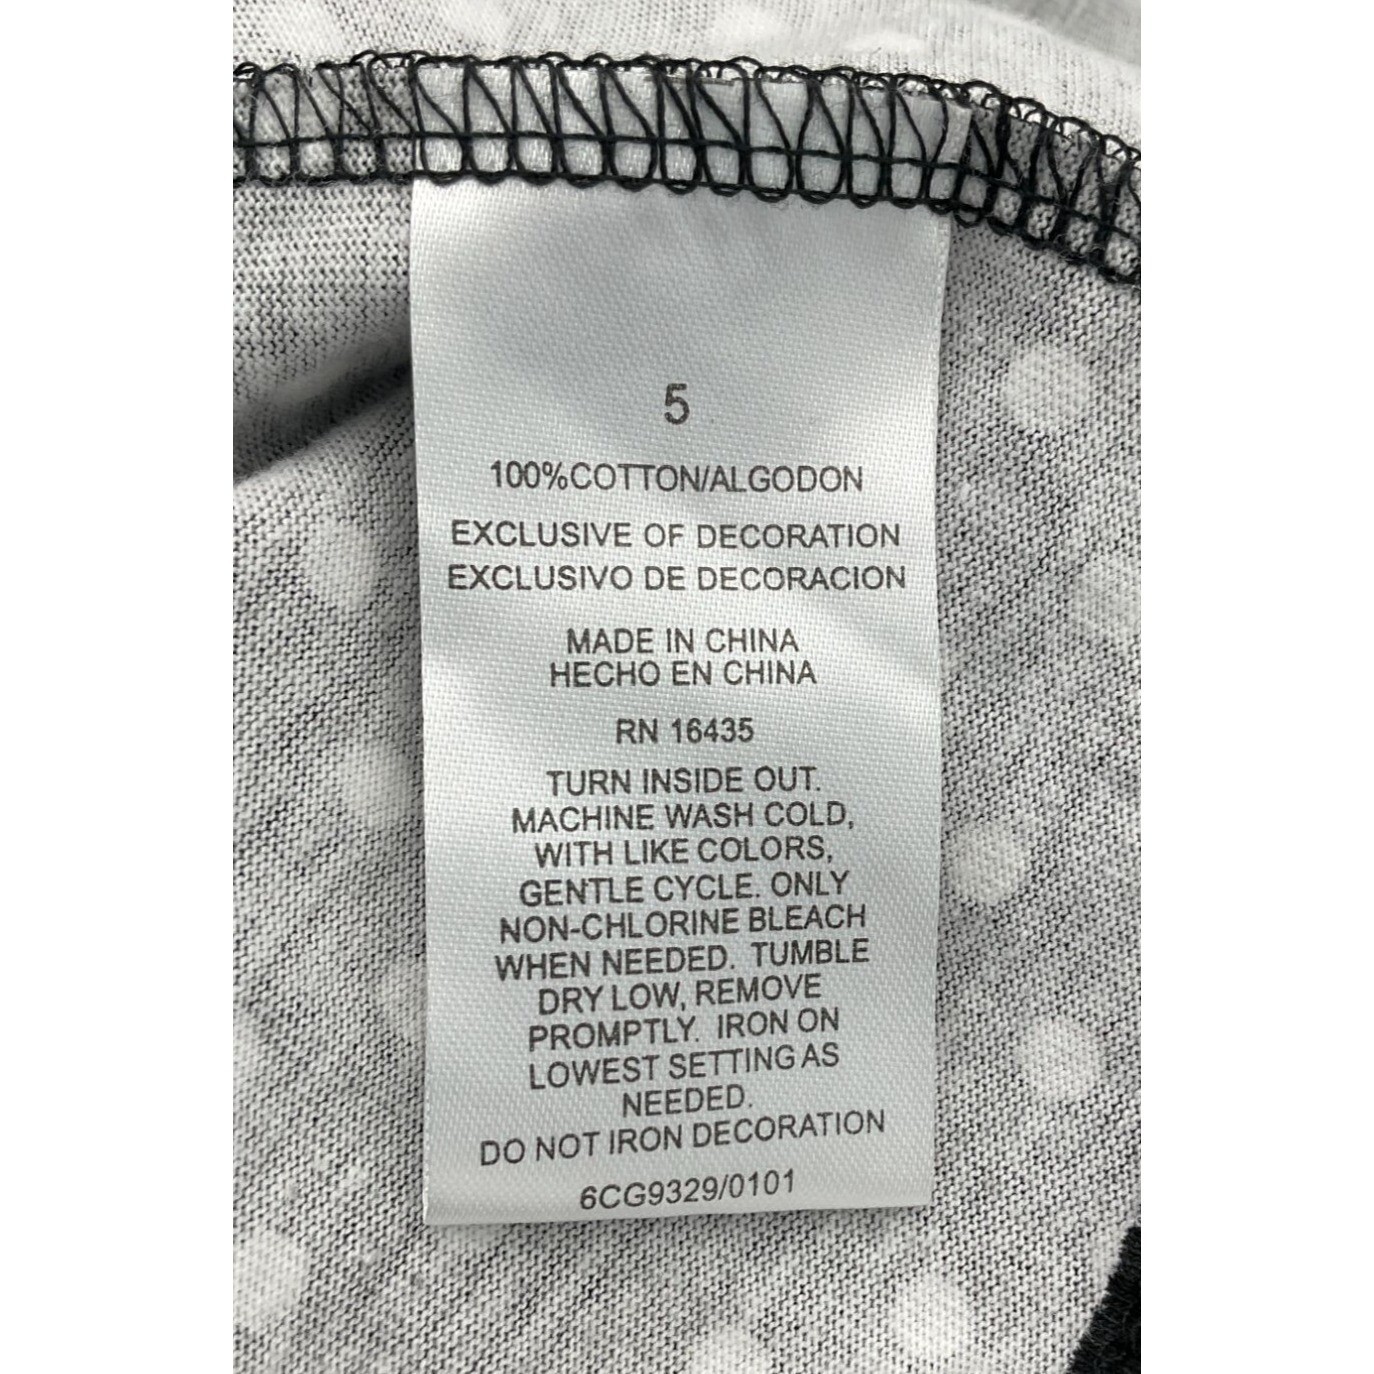 5
100%COTTON/ALGODON
EXCLUSIVE OF DECORATION
EXCLUSIVO DE DECORACION
MADE IN CHINA
HECHO EN CHINA
RN 16435
TURN INSIDE OUT.
MACHINE WASH COLD,
WITH LIKE COLORS,
GENTLE CYCLE. ONLY
NON-CHLORINE BLEACH
WHEN NEEDED. TUMBLE
DRY LOW, REMOVE
PROMPTLY. IRON ON
LOWEST SETTING AS
NEEDED.
DO NOT IRON DECORATION
6CG9329/0101